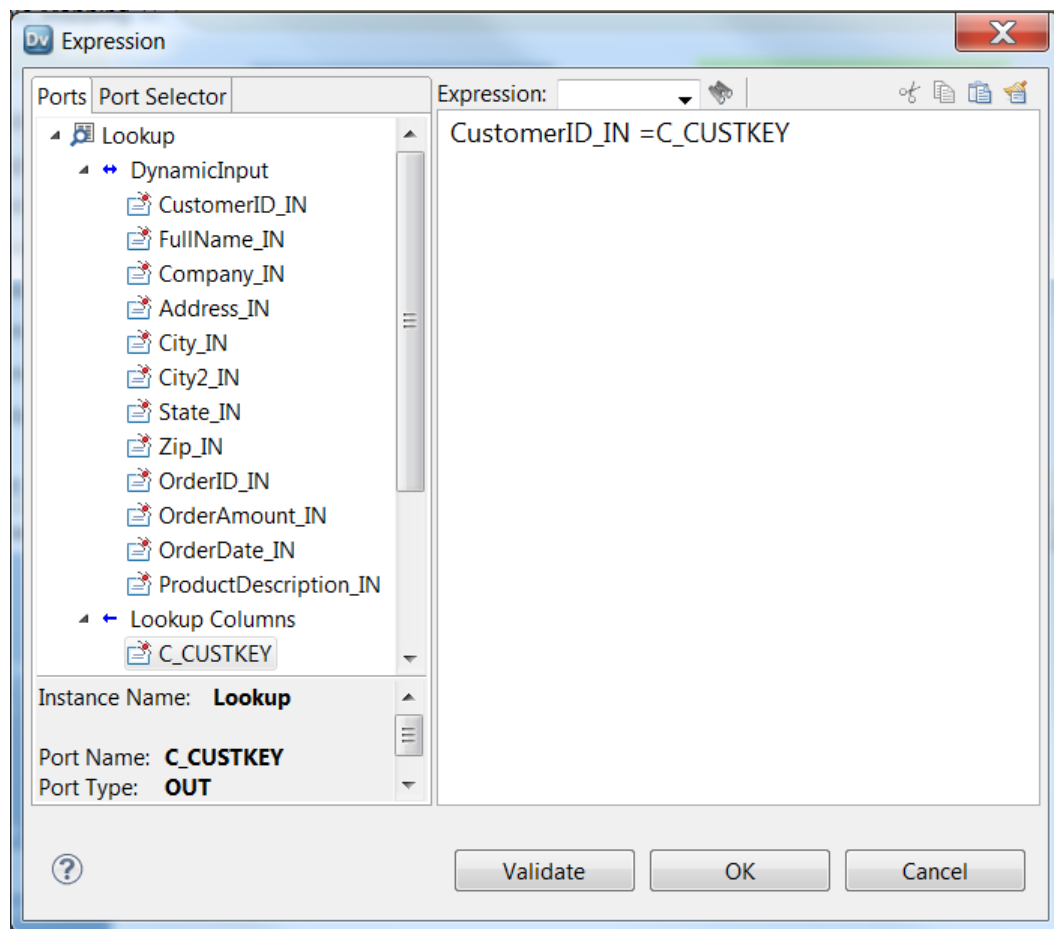 Dv Expression
Ports Port Selector
Expression:
Lookup
DynamicInput
CustomerID_IN
FullName_IN
Company_IN
Address_IN
City_IN
City2_IN
State_IN
Zip_IN
OrderID_IN
OrderAmount_IN
OrderDate_IN
ProductDescription_IN
Lookup Columns
C_CUSTKEY
CustomerID_IN =C_CUSTKEY
Instance Name: Lookup
Port Name: C_CUSTKEY
Port Type: OUT
?
Validate OK Cancel